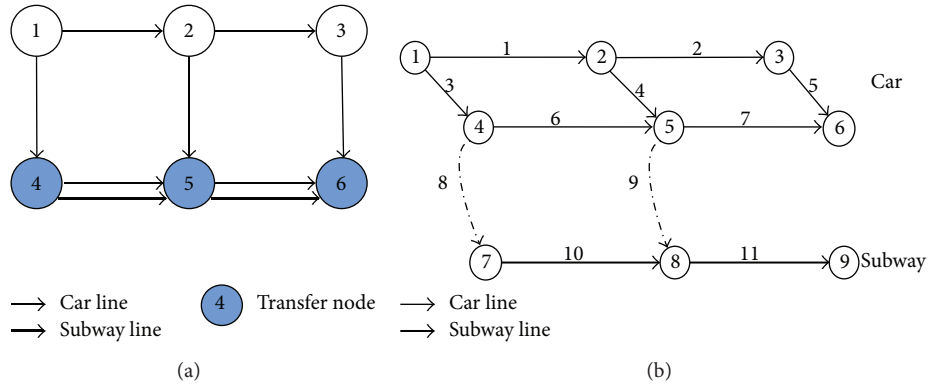 1 2 3
4 5 6
Car line
Subway line
4 Transfer node
(a)
1 1 2 2 3
3 4 5
Car
4 6 5 7 6
8 9
7 10 8 11 9 Subway
Car line
Subway line
(b)